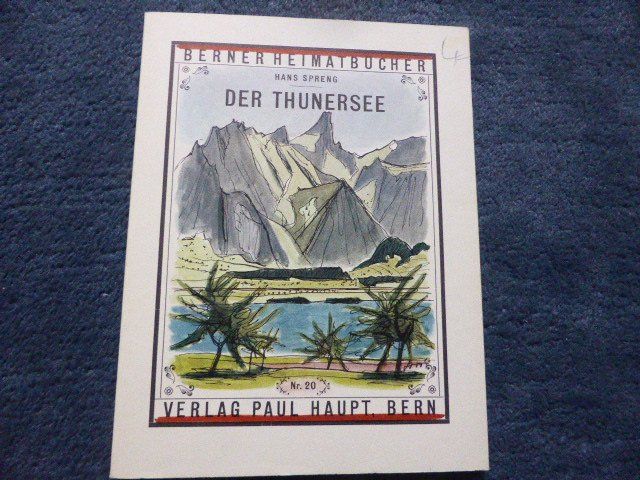 BERNER HEIMATBÜCHER
HANS SPRENG
DER THUNERSEE
Nr. 20
VERLAG PAUL HAUPT, BERN